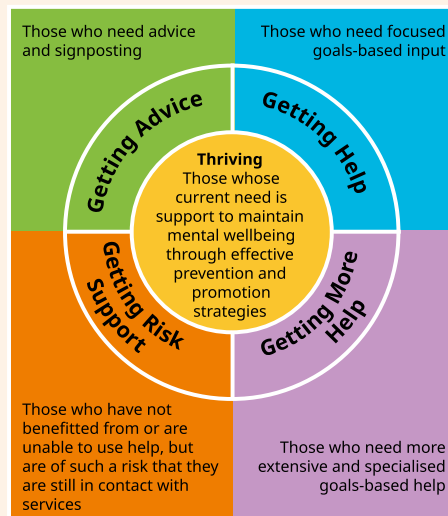 Those who need advice
and signposting
Those who need focused
goals-based input
Getting Advice
Getting Help
Thriving
Those whose
current need is
support to maintain
mental wellbeing
through effective
prevention and
promotion
strategies
Getting Risk
Support
Getting More
Help
Those who have not
benefitted from or are
unable to use help, but
are of such a risk that they
are still in contact with
services
Those who need more
extensive and specialised
goals-based help